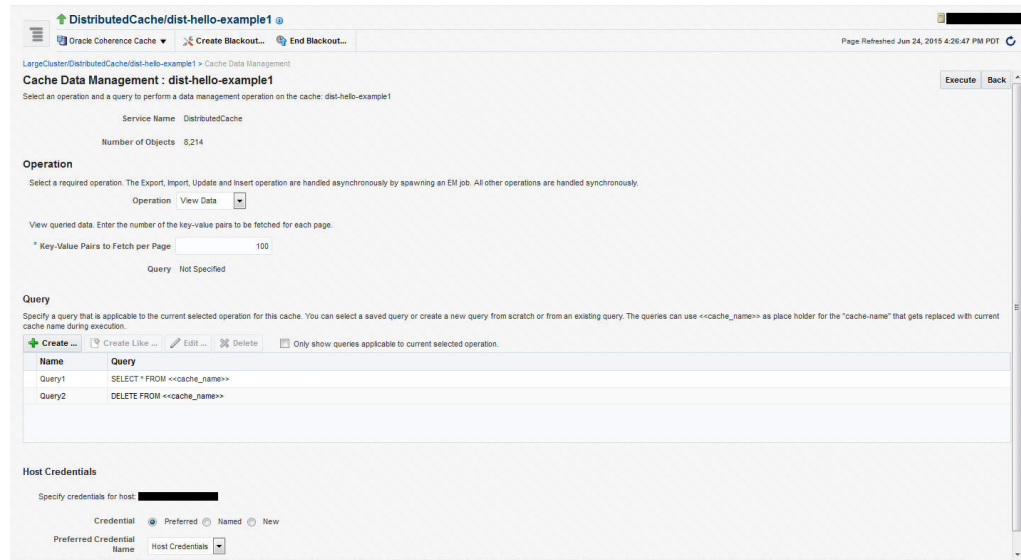 DistributedCache/dist-hello-example1
Oracle Coherence Cache Create Blackout... End Blackout... Page Refreshed Jun 24, 2015 4:26:47 PM PDT
LargeCluster/DistributedCache/dist-hello-example1 > Cache Data Management
Cache Data Management : dist-hello-example1 Execute Back
Select an operation and a query to perform a data management operation on the cache: dist-hello-example1
Service Name DistributedCache
Number of Objects 8,214
Operation
Select a required operation. The Export, Import, Update and Insert operation are handled asynchronously by spawning an EM job. All other operations are handled synchronously.
Operation View Data
View queried data. Enter the number of the key-value pairs to be fetched for each page.
* Key-Value Pairs to Fetch per Page 100
Query Not Specified
Query
Specify a query that is applicable to the current selected operation for this cache. You can select a saved query or create a new query from scratch or from an existing query. The queries can use <<cache_name>> as place holder for the "cache-name" that gets replaced with current
cache name during execution.
Create ... Create Like ... Edit ... Delete Only show queries applicable to current selected operation.
Name Query
Query1 SELECT * FROM <<cache_name>>
Query2 DELETE FROM <<cache_name>>
Host Credentials
Specify credentials for host:
Credential Preferred Named New
Preferred Credential
Name Host Credentials